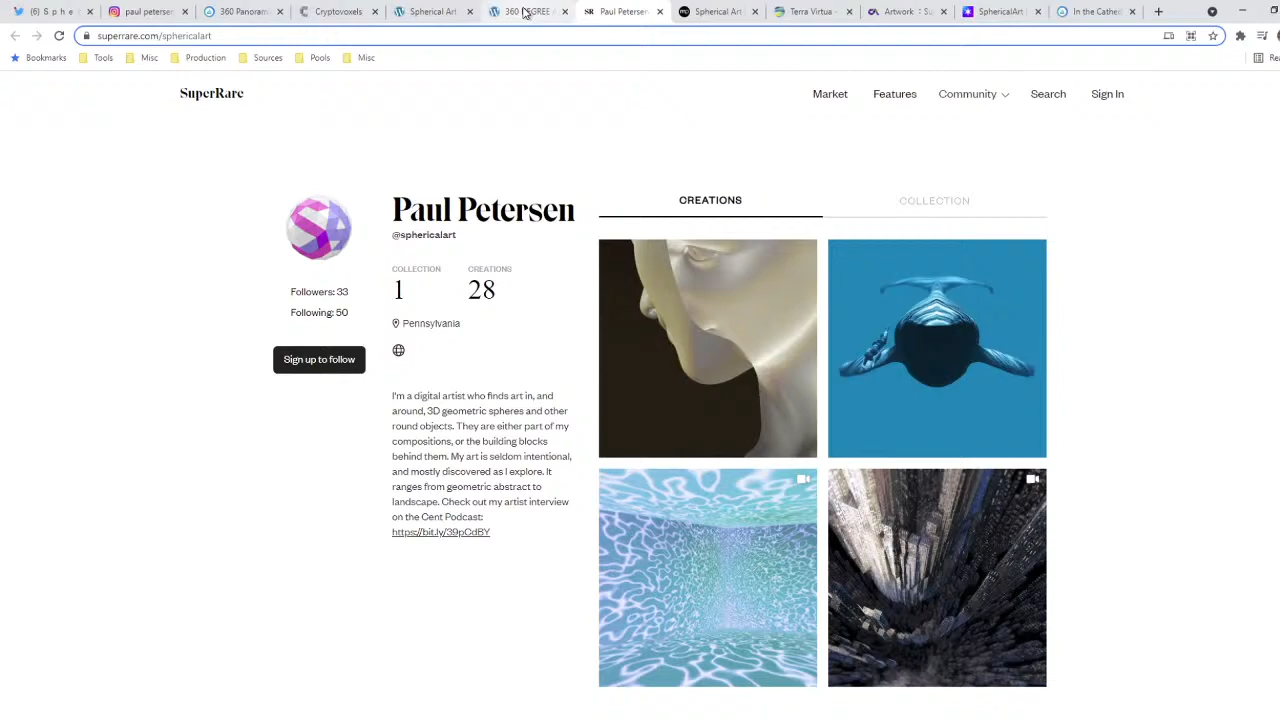 (6) S p h e
paul petersen
360 Panoram
Cryptovoxels
Spherical Art
360 DEGREE A
Paul Petersen
Spherical Art
Terra Virtua
Artwork
SphericalArt
In the Cathed
superrare.com/sphericalart
Bookmarks Tools Misc Production Sources Pools Misc
SuperRare
Market Features Community Search Sign In
Paul Petersen
@sphericalart
COLLECTION CREATIONS
1 28
Pennsylvania
Followers: 33
Following: 50
Sign up to follow
I'm a digital artist who finds art in, and
around, 3D geometric spheres and other
round objects. They are either part of my
compositions, or the building blocks
behind them. My art is seldom intentional,
and mostly discovered as I explore. It
ranges from geometric abstract to
landscape. Check out my artist interview
on the Cent Podcast:
https://bit.ly/39pCdBY
CREATIONS COLLECTION